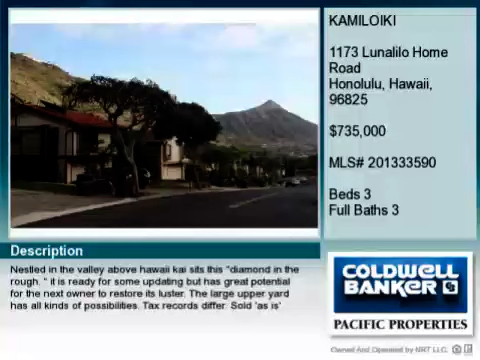 KAMILOIKI
1173 Lunalilo Home
Road
Honolulu, Hawaii,
96825
$735,000
MLS# 201333590
Beds 3
Full Baths 3
Description
Nestled in the valley above hawaii kai sits this "diamond in the
rough. " it is ready for some updating but has great potential
for the next owner to restore its luster. The large upper yard
has all kinds of possibilities. Tax records differ. Sold 'as is'
COLDWELL
BANKER
CB
PACIFIC PROPERTIES
Owned And Operated by NRT LLC.